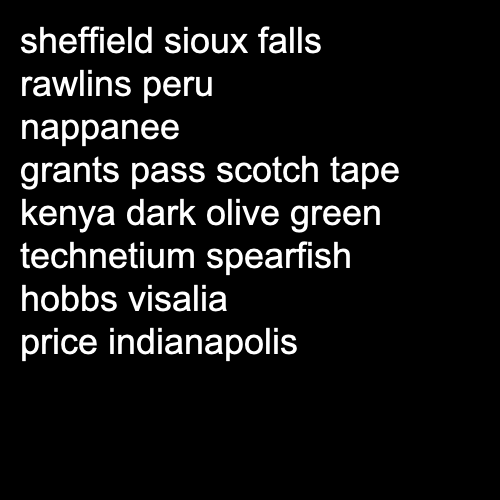 sheffield sioux falls
rawlins peru
nappanee
grants pass scotch tape
kenya dark olive green
technetium spearfish
hobbs visalia
price indianapolis